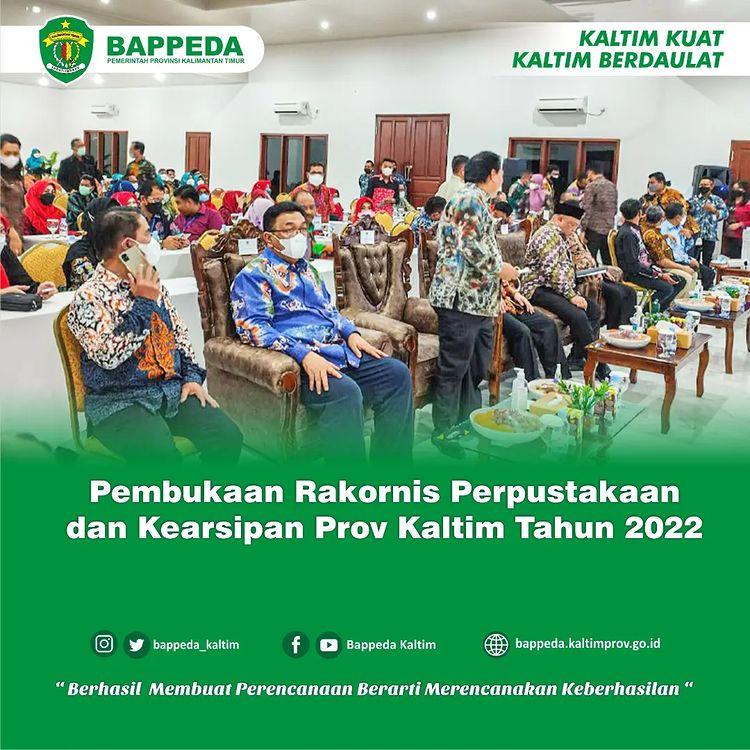 BAPPEDA
PEMERINTAH PROVINSI KALIMANTAN TIMUR
KALTIM KUAT
KALTIM BERDAULAT
Pembukaan Rakornis Perpustakaan
dan Kearsipan Prov Kaltim Tahun 2022
bappeda_kaltim
Bappeda Kaltim
bappeda.kaltimprov.go.id
“ Berhasil Membuat Perencanaan Berarti Merencanakan Keberhasilan “